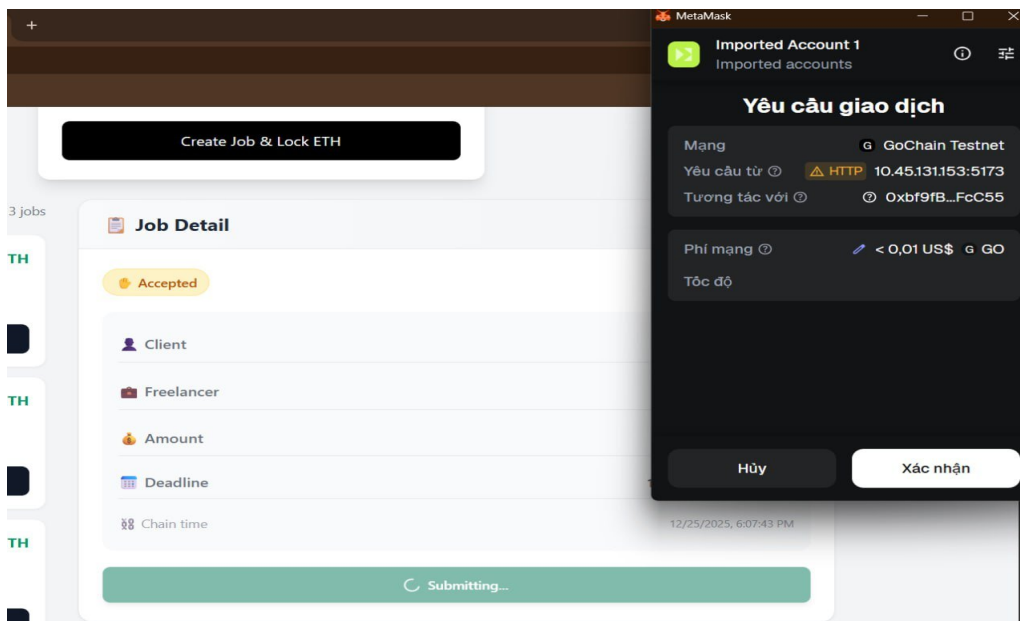 +
Create Job & Lock ETH
3 jobs
TH
TH
TH
Job Detail
Accepted
Client
Freelancer
Amount
Deadline
Chain time
12/25/2025, 6:07:43 PM
Submitting...
MetaMask
Imported Account 1
Imported accounts
Yêu cầu giao dịch
Mạng G GoChain Testnet
Yêu cầu từ HTTP 10.45.131.153:5173
Tương tác với 0xbf9fB...FcC55
Phí mạng < 0,01 US$ G GO
Tốc độ
Hủy
Xác nhận